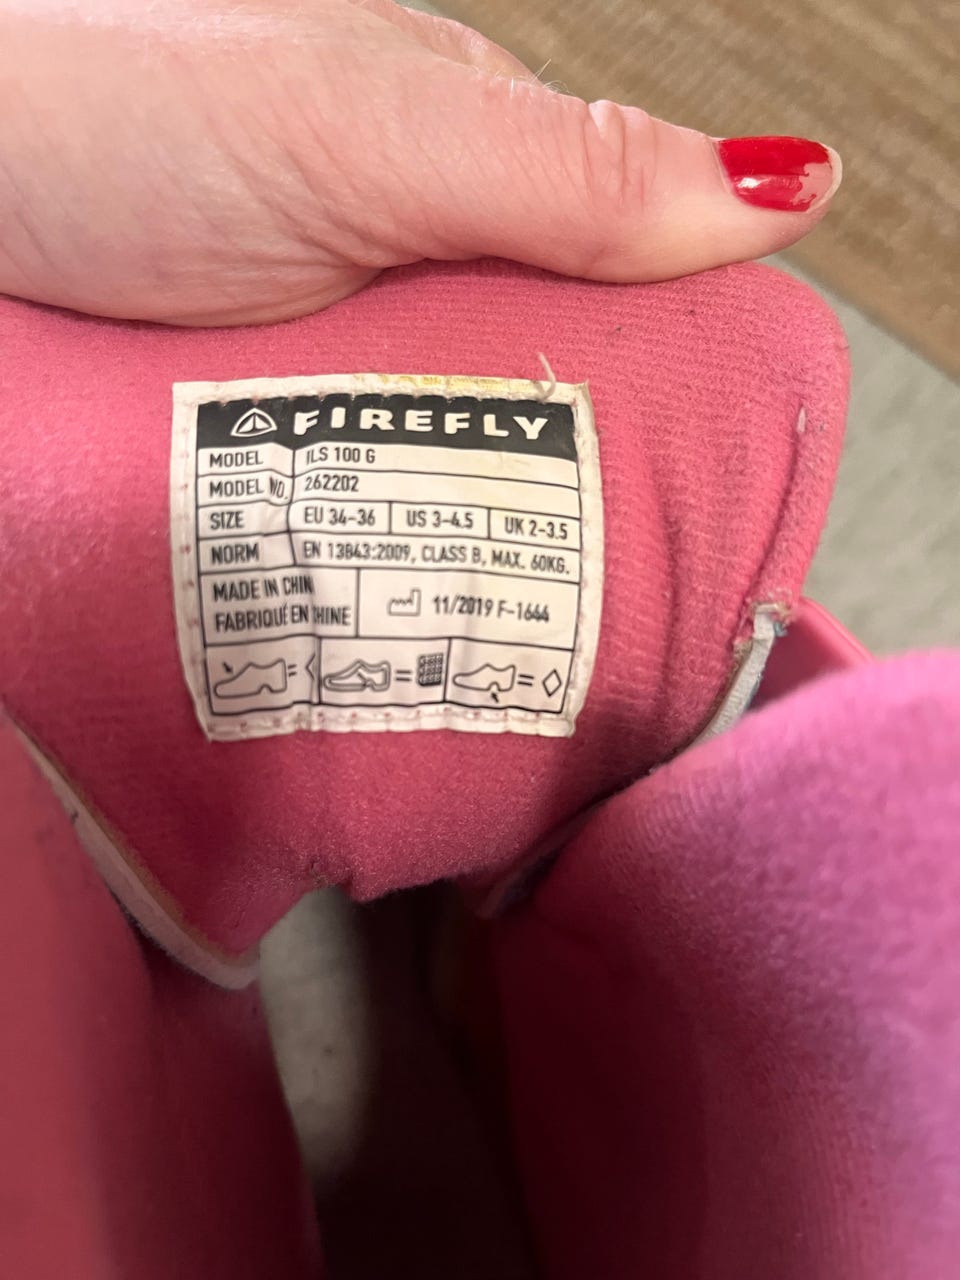 FIREFLY
MODEL ILS 100 G
MODEL NO. 262202
SIZE EU 34-36 US 3-4.5 UK 2-3.5
NORM EN 13843:2009, CLASS B, MAX. 60KG.
MADE IN CHIN
FABRIQUÉ EN CHINE
11/2019 F-1644
= 
=
=